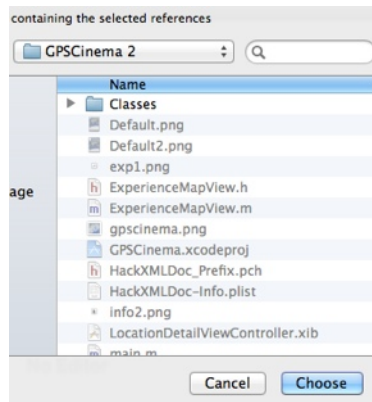 containing the selected references
GPSCinema 2
Name
Classes
Default.png
Default2.png
exp1.png
age
h ExperienceMapView.h
m ExperienceMapView.m
gpscinema.png
GPSCinema.xcodeproj
h HackXMLDoc_Prefix.pch
HackXMLDoc-Info.plist
info2.png
LocationDetailViewController.xib
m main.m
Cancel Choose